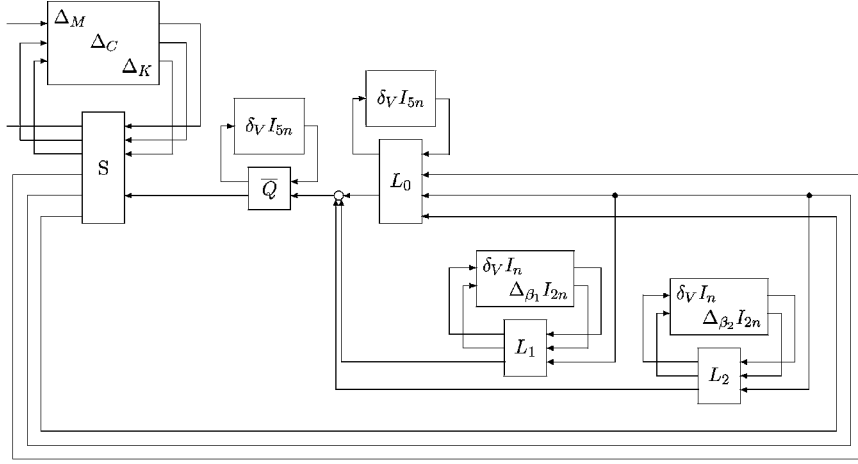 Δ_M
Δ_C
Δ_K
S
δ_V I_{5n}
Q̅
δ_V I_{5n}
L_0
δ_V I_n
Δ_{β_1} I_{2n}
L_1
δ_V I_n
Δ_{β_2} I_{2n}
L_2